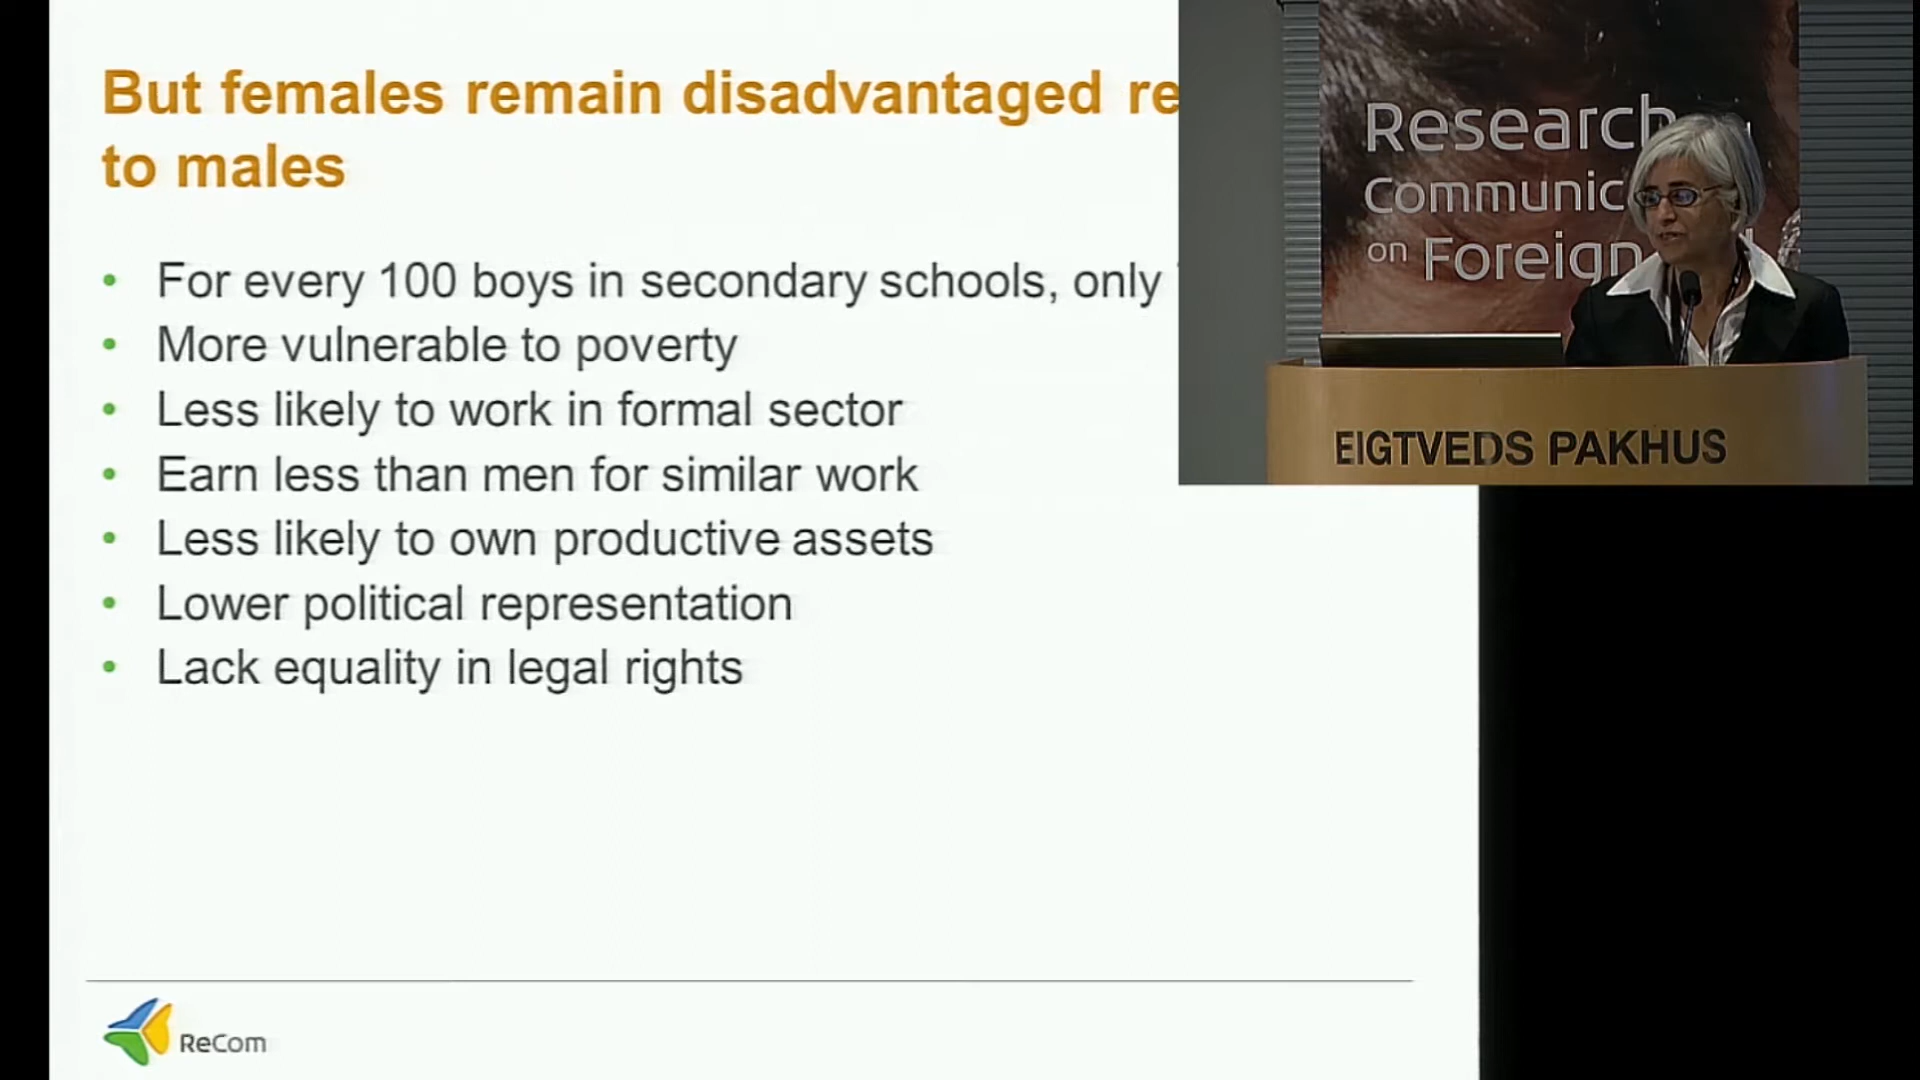 But females remain disadvantaged re
to males
• For every 100 boys in secondary schools, only
• More vulnerable to poverty
• Less likely to work in formal sector
• Earn less than men for similar work
• Less likely to own productive assets
• Lower political representation
• Lack equality in legal rights
ReCom
Research
Communic
on Foreign
EIGTVEDS PAKHUS